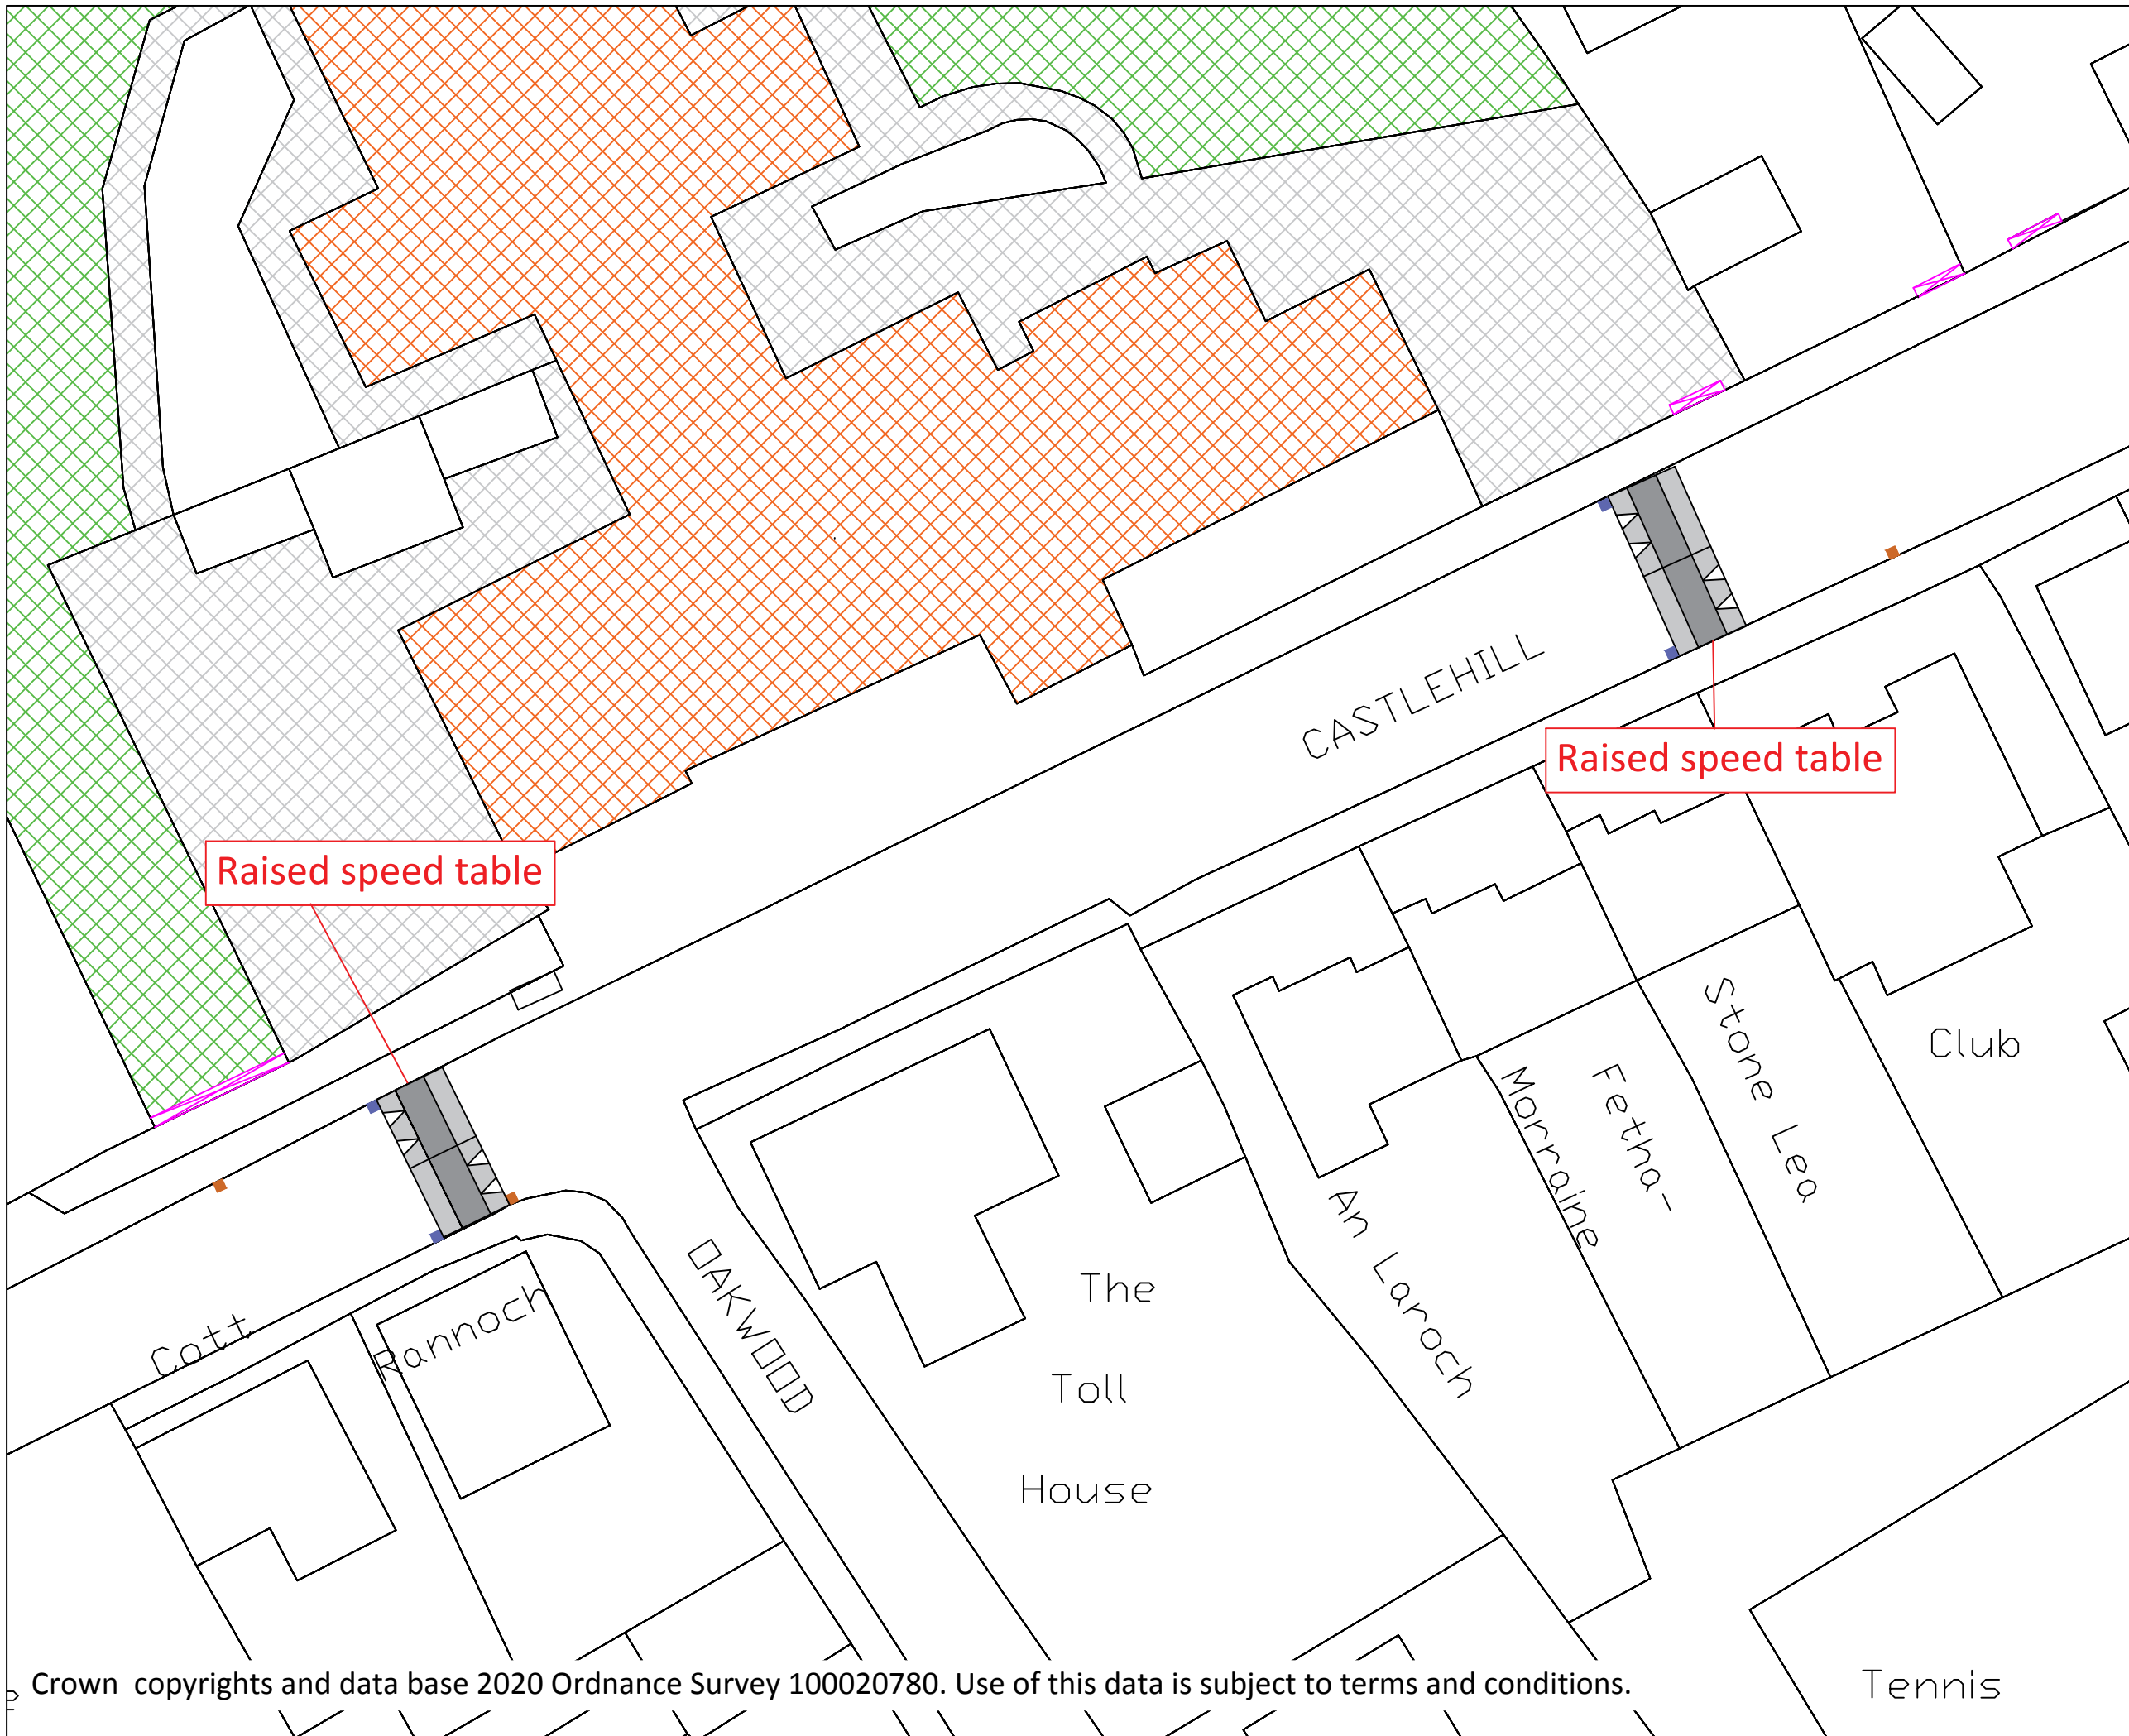 CASTLEHILL
Raised speed table
Raised speed table
Stone Lea
Club
Fetha-
Morraine
An Laroch
OAKWOOD
The
Toll
House
Rannoch
Cott
Crown copyrights and data base 2020 Ordnance Survey 100020780. Use of this data is subject to terms and conditions.
Tennis